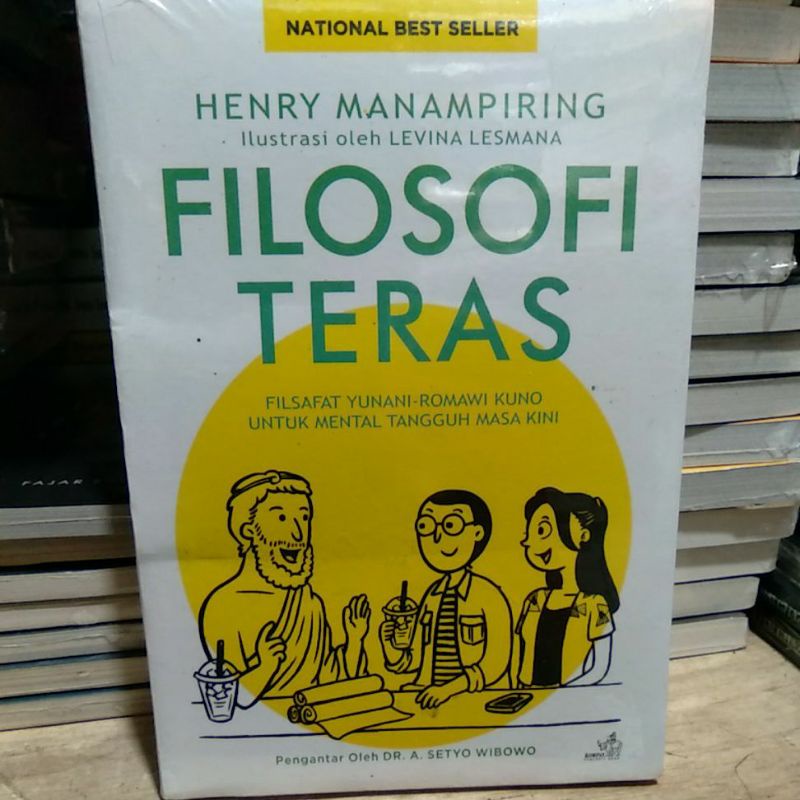 NATIONAL BEST SELLER
HENRY MANAMPIRING
Ilustrasi oleh LEVINA LESMANA
FILOSOFI
TERAS
FILSAFAT YUNANI-ROMAWI KUNO
UNTUK MENTAL TANGGUH MASA KINI
FAJAR
Pengantar Oleh DR. A. SETYO WIBOWO